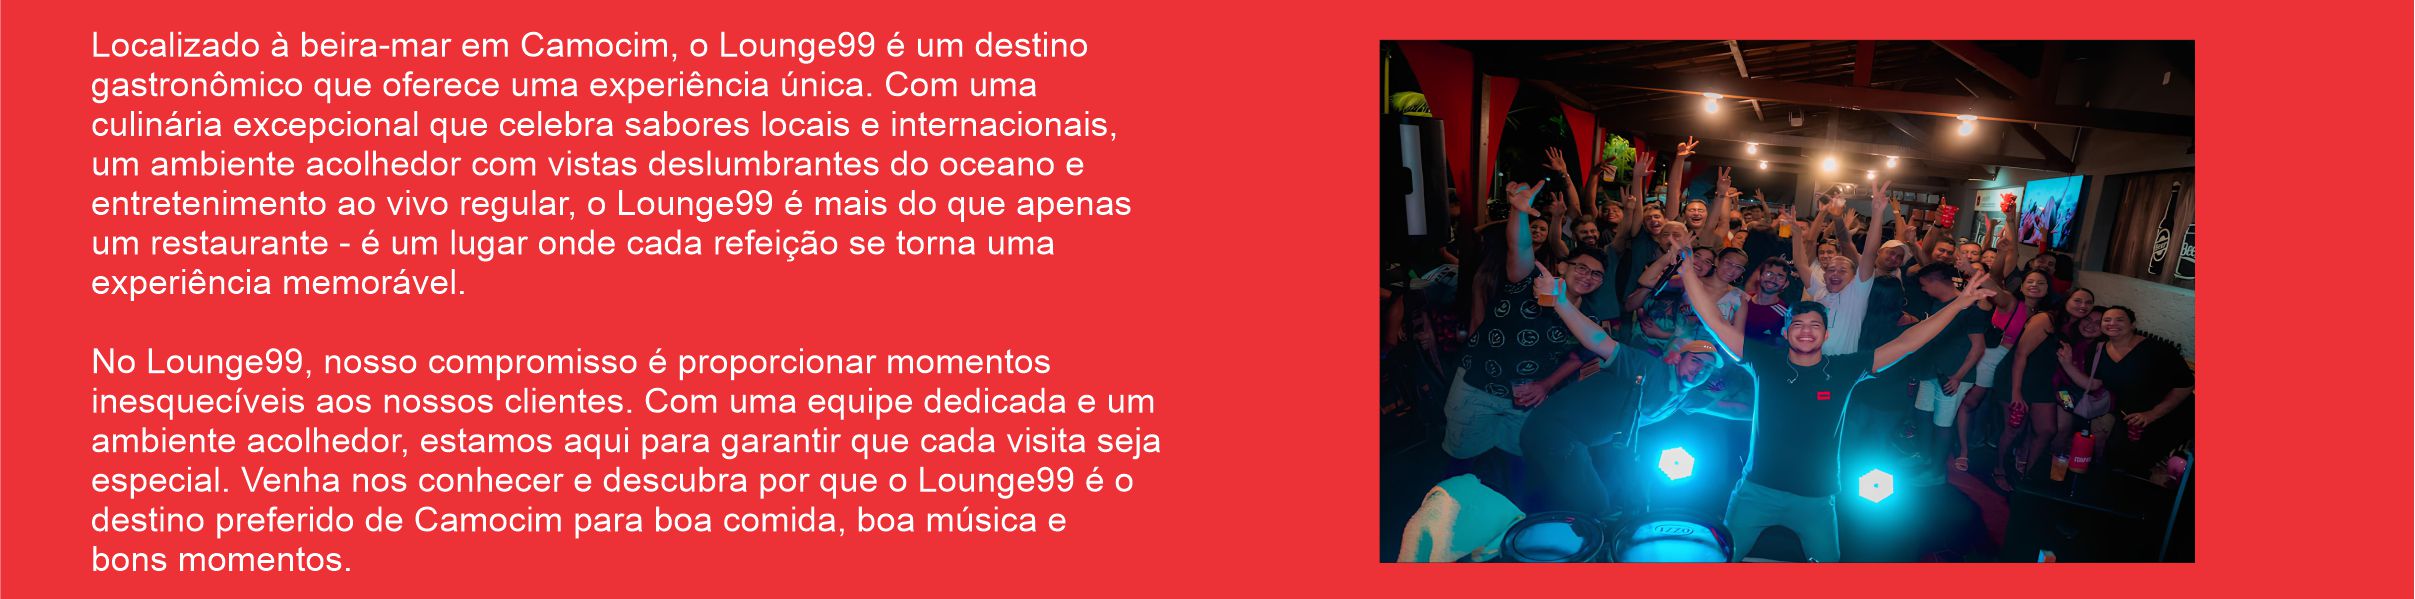 Localizado à beira-mar em Camocim, o Lounge99 é um destino
gastronômico que oferece uma experiência única. Com uma
culinária excepcional que celebra sabores locais e internacionais,
um ambiente acolhedor com vistas deslumbrantes do oceano e
entretenimento ao vivo regular, o Lounge99 é mais do que apenas
um restaurante - é um lugar onde cada refeição se torna uma
experiência memorável.
No Lounge99, nosso compromisso é proporcionar momentos
inesquecíveis aos nossos clientes. Com uma equipe dedicada e um
ambiente acolhedor, estamos aqui para garantir que cada visita seja
especial. Venha nos conhecer e descubra por que o Lounge99 é o
destino preferido de Camocim para boa comida, boa música e
bons momentos.